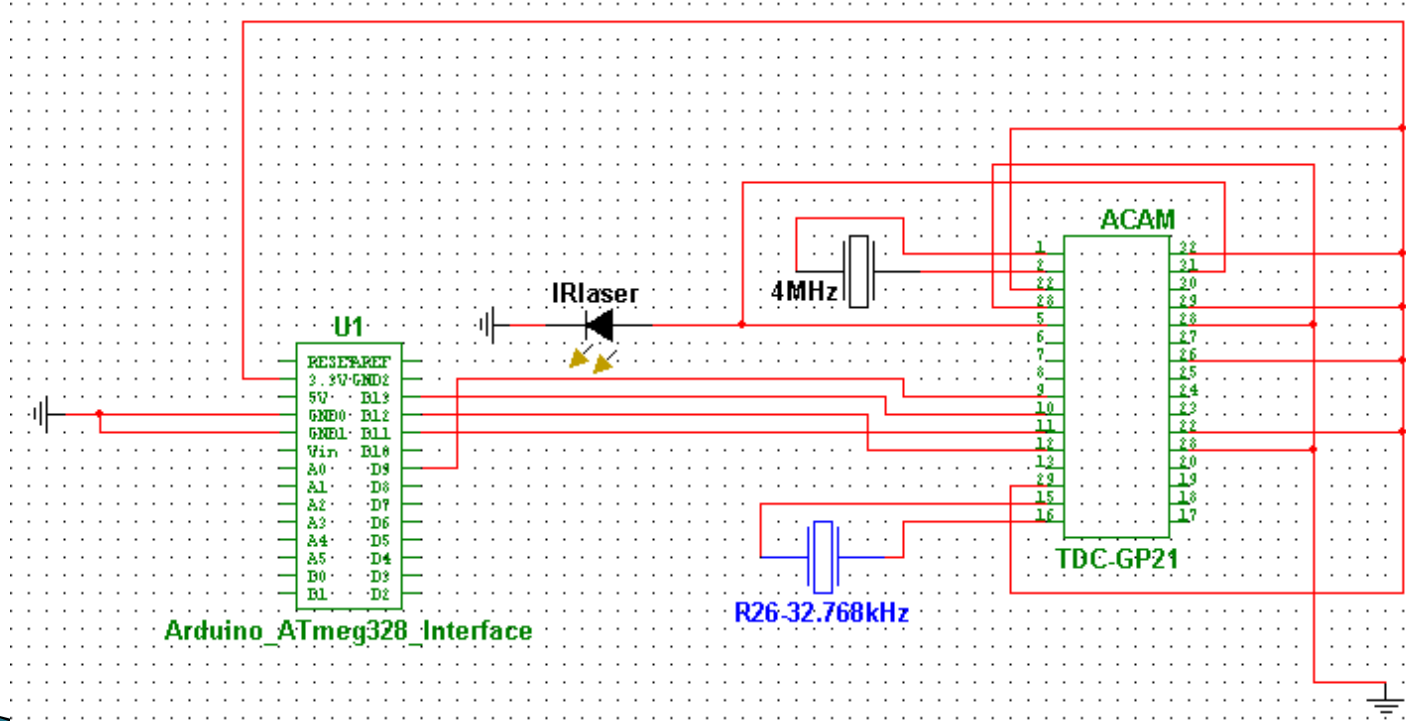 ACAM
1 32
2 31
22 30
28 29
5 28
6 27
7 26
8 25
9 24
10 23
11 22
12 28
13 20
29 19
15 18
16 17
TDC-GP21
4MHz
IRlaser
U1
RESET AREF
3.3V GND2
5V B13
GND0 B12
GND1 B11
Vin B10
A0 D9
A1 D8
A2 D7
A3 D6
A4 D5
A5 D4
D0 D3
D1 D2
Arduino_ATmeg328_Interface
R26-32.768kHz